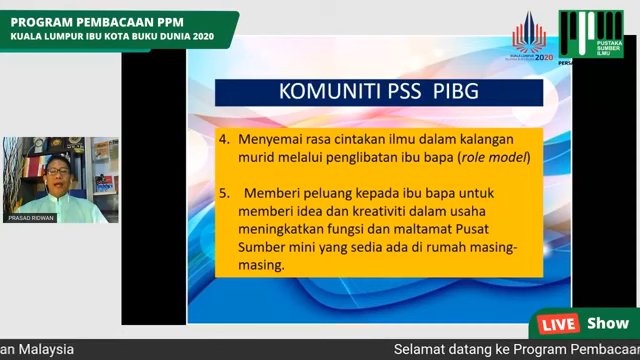 PROGRAM PEMBACAAN PPM
KUALA LUMPUR IBU KOTA BUKU DUNIA 2020
2020
PUSTAKA
SUMBER
ILMU
PERSA
KOMUNITI PSS PIBG
4. Menyemai rasa cintakan ilmu dalam kalangan
murid melalui penglibatan ibu bapa (role model)
5. Memberi peluang kepada ibu bapa untuk
memberi idea dan kreativiti dalam usaha
meningkatkan fungsi dan maltamat Pusat
Sumber mini yang sedia ada di rumah masing-
masing.
PRASAD RIDWAN
LIVE Show
an Malaysia
Selamat datang ke Program Pembacaa